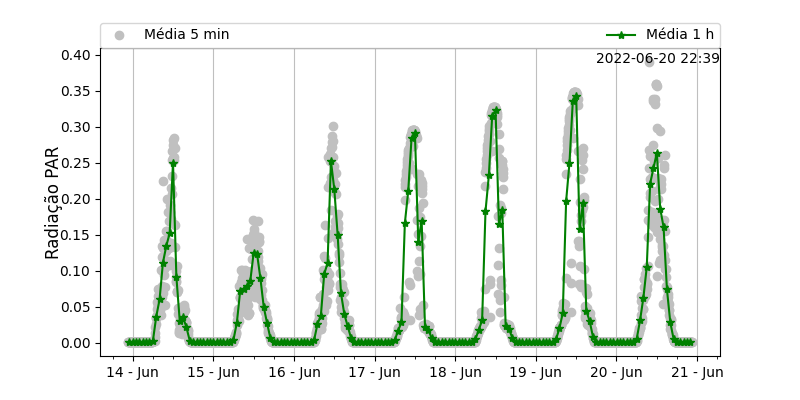 Média 5 min
Média 1 h
2022-06-20 22:39
Radiação PAR
0.40
0.35
0.30
0.25
0.20
0.15
0.10
0.05
0.00
14 - Jun
15 - Jun
16 - Jun
17 - Jun
18 - Jun
19 - Jun
20 - Jun
21 - Jun